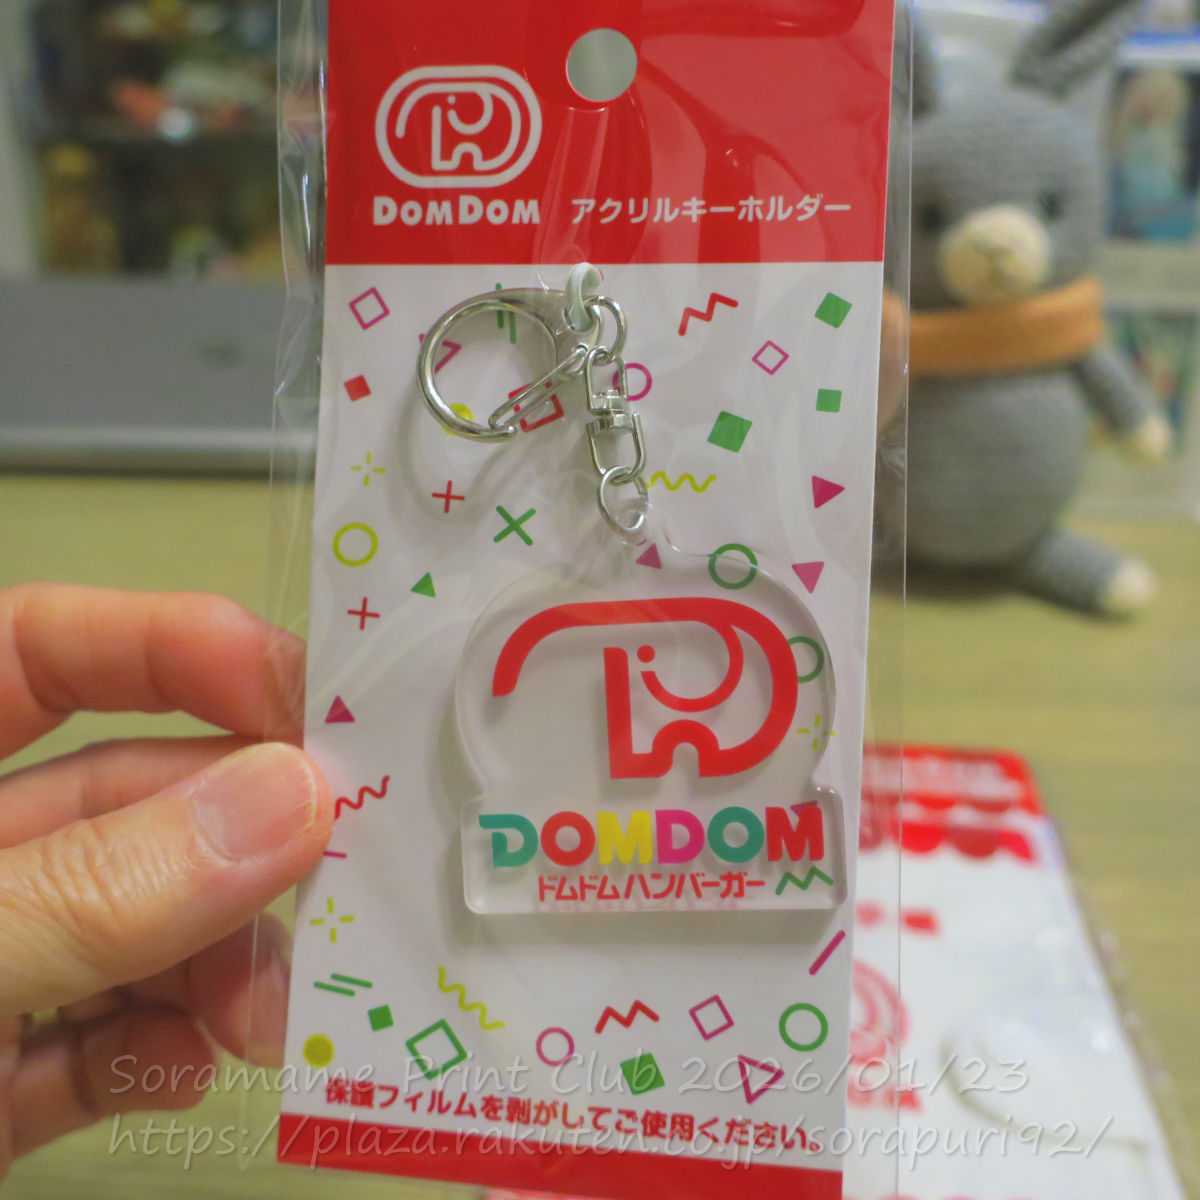 DOMDOM アクリルキーホルダー
DOMDOM
ドムドムハンバーガー
Soramame Print Club 2026/01/23
保護フィルムを剥がしてご使用ください。
https://plaza.rakuten.co.jp/sorapuri92/